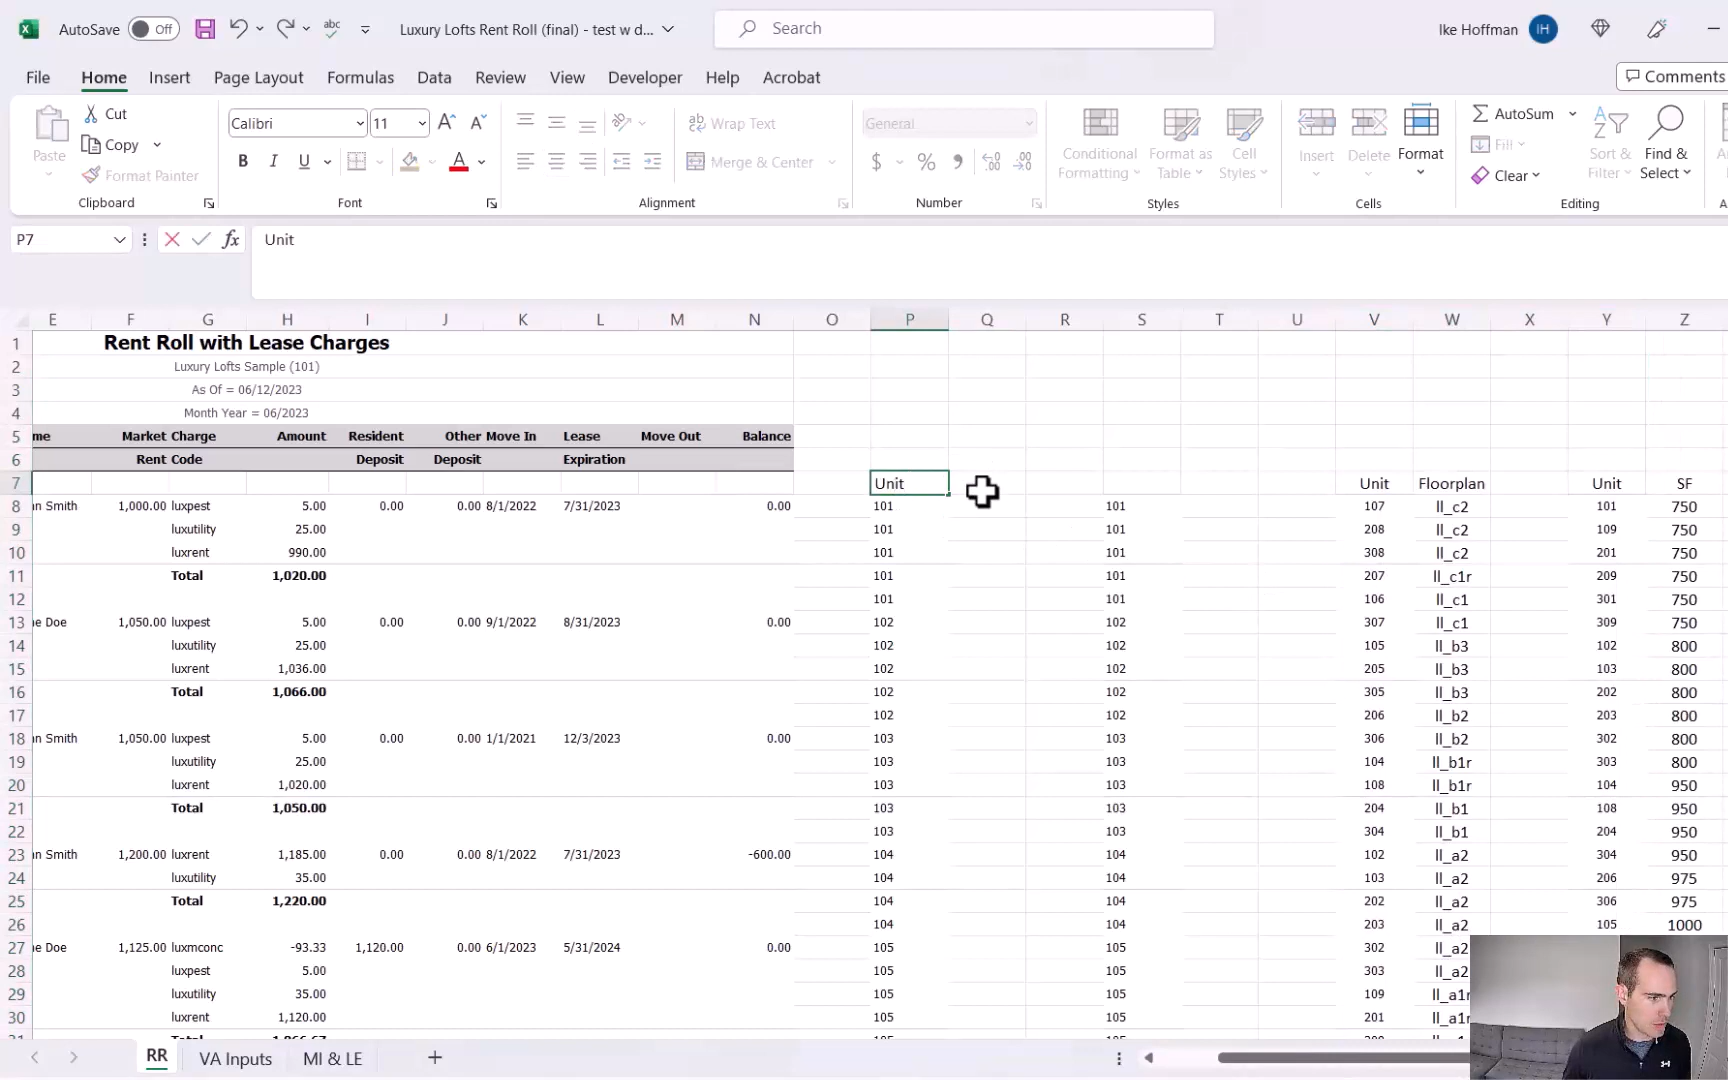 AutoSave Off abc Luxury Lofts Rent Roll (final) - test w d... Search Ike Hoffman IH
File Home Insert Page Layout Formulas Data Review View Developer Help Acrobat Comments
Paste Cut Copy Format Painter Clipboard
Calibri 11 A A B I U A Font
ab Wrap Text Merge & Center Alignment
General $ % Number
Conditional Formatting Format as Table Cell Styles Styles
Insert Delete Format Cells
AutoSum Fill Clear Sort & Filter Find & Select Editing
P7 fx Unit
E F G H I J K L M N O P Q R S T U V W X Y Z
1 Rent Roll with Lease Charges
2 Luxury Lofts Sample (101)
3 As Of = 06/12/2023
4 Month Year = 06/2023
5 me Market Charge Amount Resident Other Move In Lease Move Out Balance
6 Rent Code Deposit Deposit Expiration
7 Unit Unit Floorplan Unit SF
8 n Smith 1,000.00 luxpest 5.00 0.00 0.00 8/1/2022 7/31/2023 0.00 101 101 107 ll_c2 101 750
9 luxutility 25.00 101 101 208 ll_c2 109 750
10 luxrent 990.00 101 101 308 ll_c2 201 750
11 Total 1,020.00 101 101 207 ll_c1r 209 750
12 101 101 106 ll_c1 301 750
13 e Doe 1,050.00 luxpest 5.00 0.00 0.00 9/1/2022 8/31/2023 0.00 102 102 307 ll_c1 309 750
14 luxutility 25.00 102 102 105 ll_b3 102 800
15 luxrent 1,036.00 102 102 205 ll_b3 103 800
16 Total 1,066.00 102 102 305 ll_b3 202 800
17 102 102 206 ll_b2 203 800
18 n Smith 1,050.00 luxpest 5.00 0.00 0.00 1/1/2021 12/3/2023 0.00 103 103 306 ll_b2 302 800
19 luxutility 25.00 103 103 104 ll_b1r 303 800
20 luxrent 1,020.00 103 103 108 ll_b1r 104 950
21 Total 1,050.00 103 103 204 ll_b1 108 950
22 103 103 304 ll_b1 204 950
23 n Smith 1,200.00 luxrent 1,185.00 0.00 0.00 8/1/2022 7/31/2023 -600.00 104 104 102 ll_a2 304 950
24 luxutility 35.00 104 104 103 ll_a2 206 975
25 Total 1,220.00 104 104 202 ll_a2 306 975
26 104 104 203 ll_a2 105 1000
27 e Doe 1,125.00 luxmconc -93.33 1,120.00 0.00 6/1/2023 5/31/2024 0.00 105 105 302 ll_a2
28 luxpest 5.00 105 105 303 ll_a2
29 luxutility 35.00 105 105 109 ll_a1r
30 luxrent 1,120.00 105 105 201 ll_a1r
RR VA Inputs MI & LE